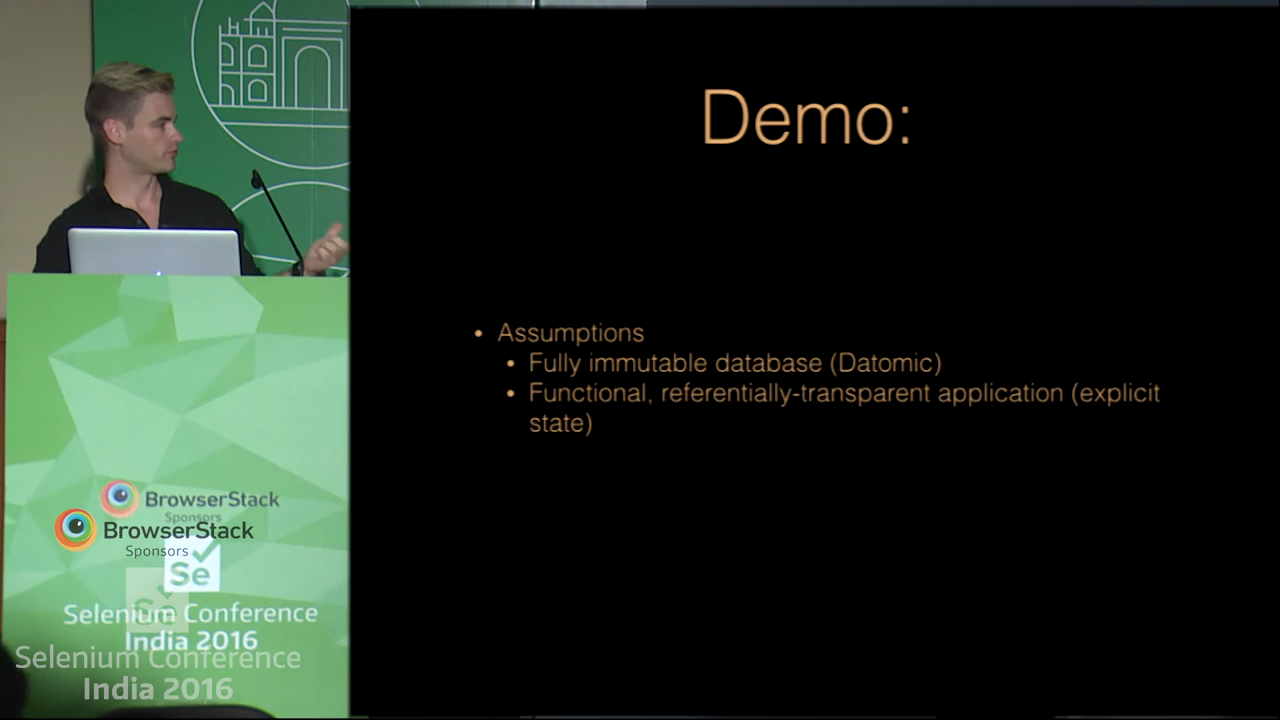 Demo:
• Assumptions
• Fully immutable database (Datomic)
• Functional, referentially-transparent application (explicit
state)
BrowserStack
Sponsors
BrowserStack
Sponsors
Se
Se
Selenium Conference
India 2016
Selenium Conference
India 2016